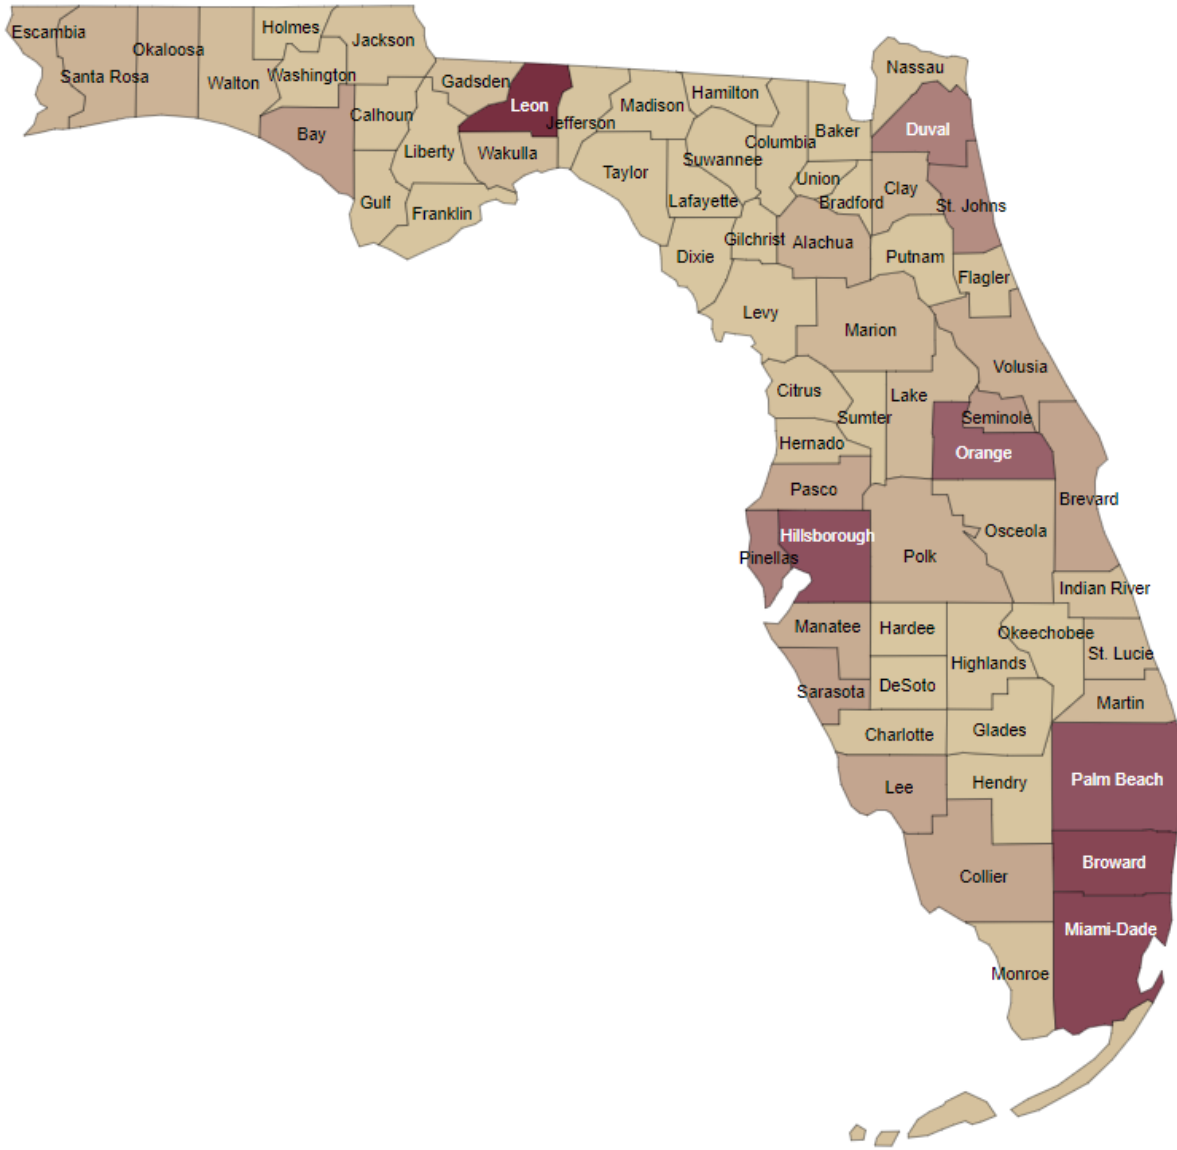 Escambia
Santa Rosa
Okaloosa
Walton
Holmes
Washington
Jackson
Bay
Calhoun
Gulf
Liberty
Franklin
Gadsden
Leon
Wakulla
Jefferson
Madison
Taylor
Hamilton
Suwannee
Lafayette
Dixie
Columbia
Gilchrist
Levy
Baker
Union
Bradford
Alachua
Nassau
Duval
Clay
St. Johns
Putnam
Flagler
Marion
Volusia
Citrus
Sumter
Lake
Seminole
Hernado
Orange
Pasco
Brevard
Pinellas
Hillsborough
Polk
Osceola
Indian River
Manatee
Hardee
Highlands
Okeechobee
St. Lucie
Sarasota
DeSoto
Martin
Charlotte
Glades
Lee
Hendry
Palm Beach
Collier
Broward
Miami-Dade
Monroe